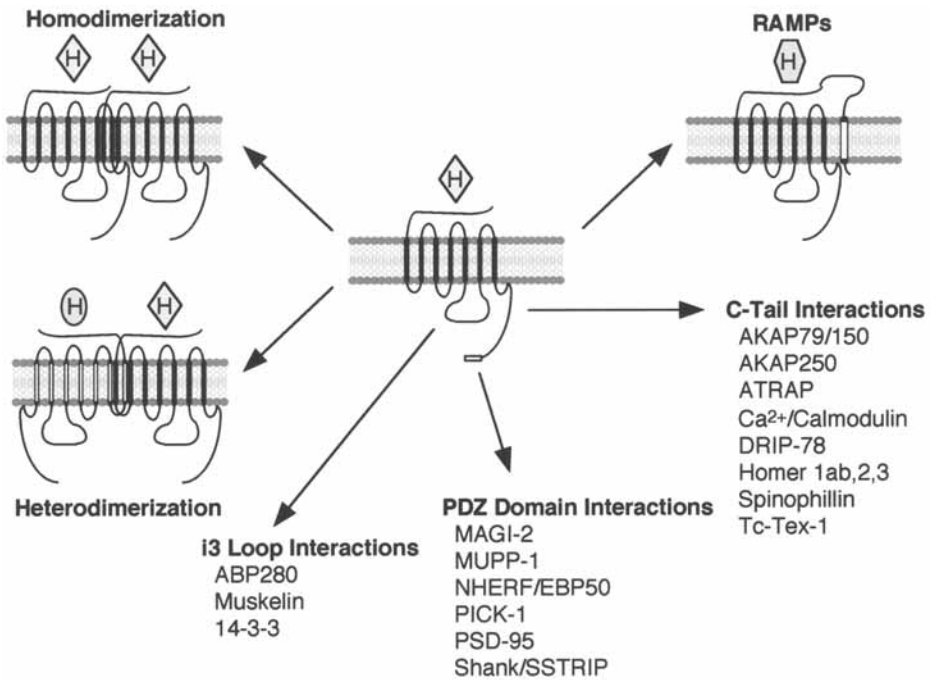 Homodimerization
H H
RAMPs
H
H
H H
Heterodimerization
C-Tail Interactions
AKAP79/150
AKAP250
ATRAP
Ca²⁺/Calmodulin
DRIP-78
Homer 1ab,2,3
Spinophillin
Tc-Tex-1
i3 Loop Interactions
ABP280
Muskelin
14-3-3
PDZ Domain Interactions
MAGI-2
MUPP-1
NHERF/EBP50
PICK-1
PSD-95
Shank/SSTRIP